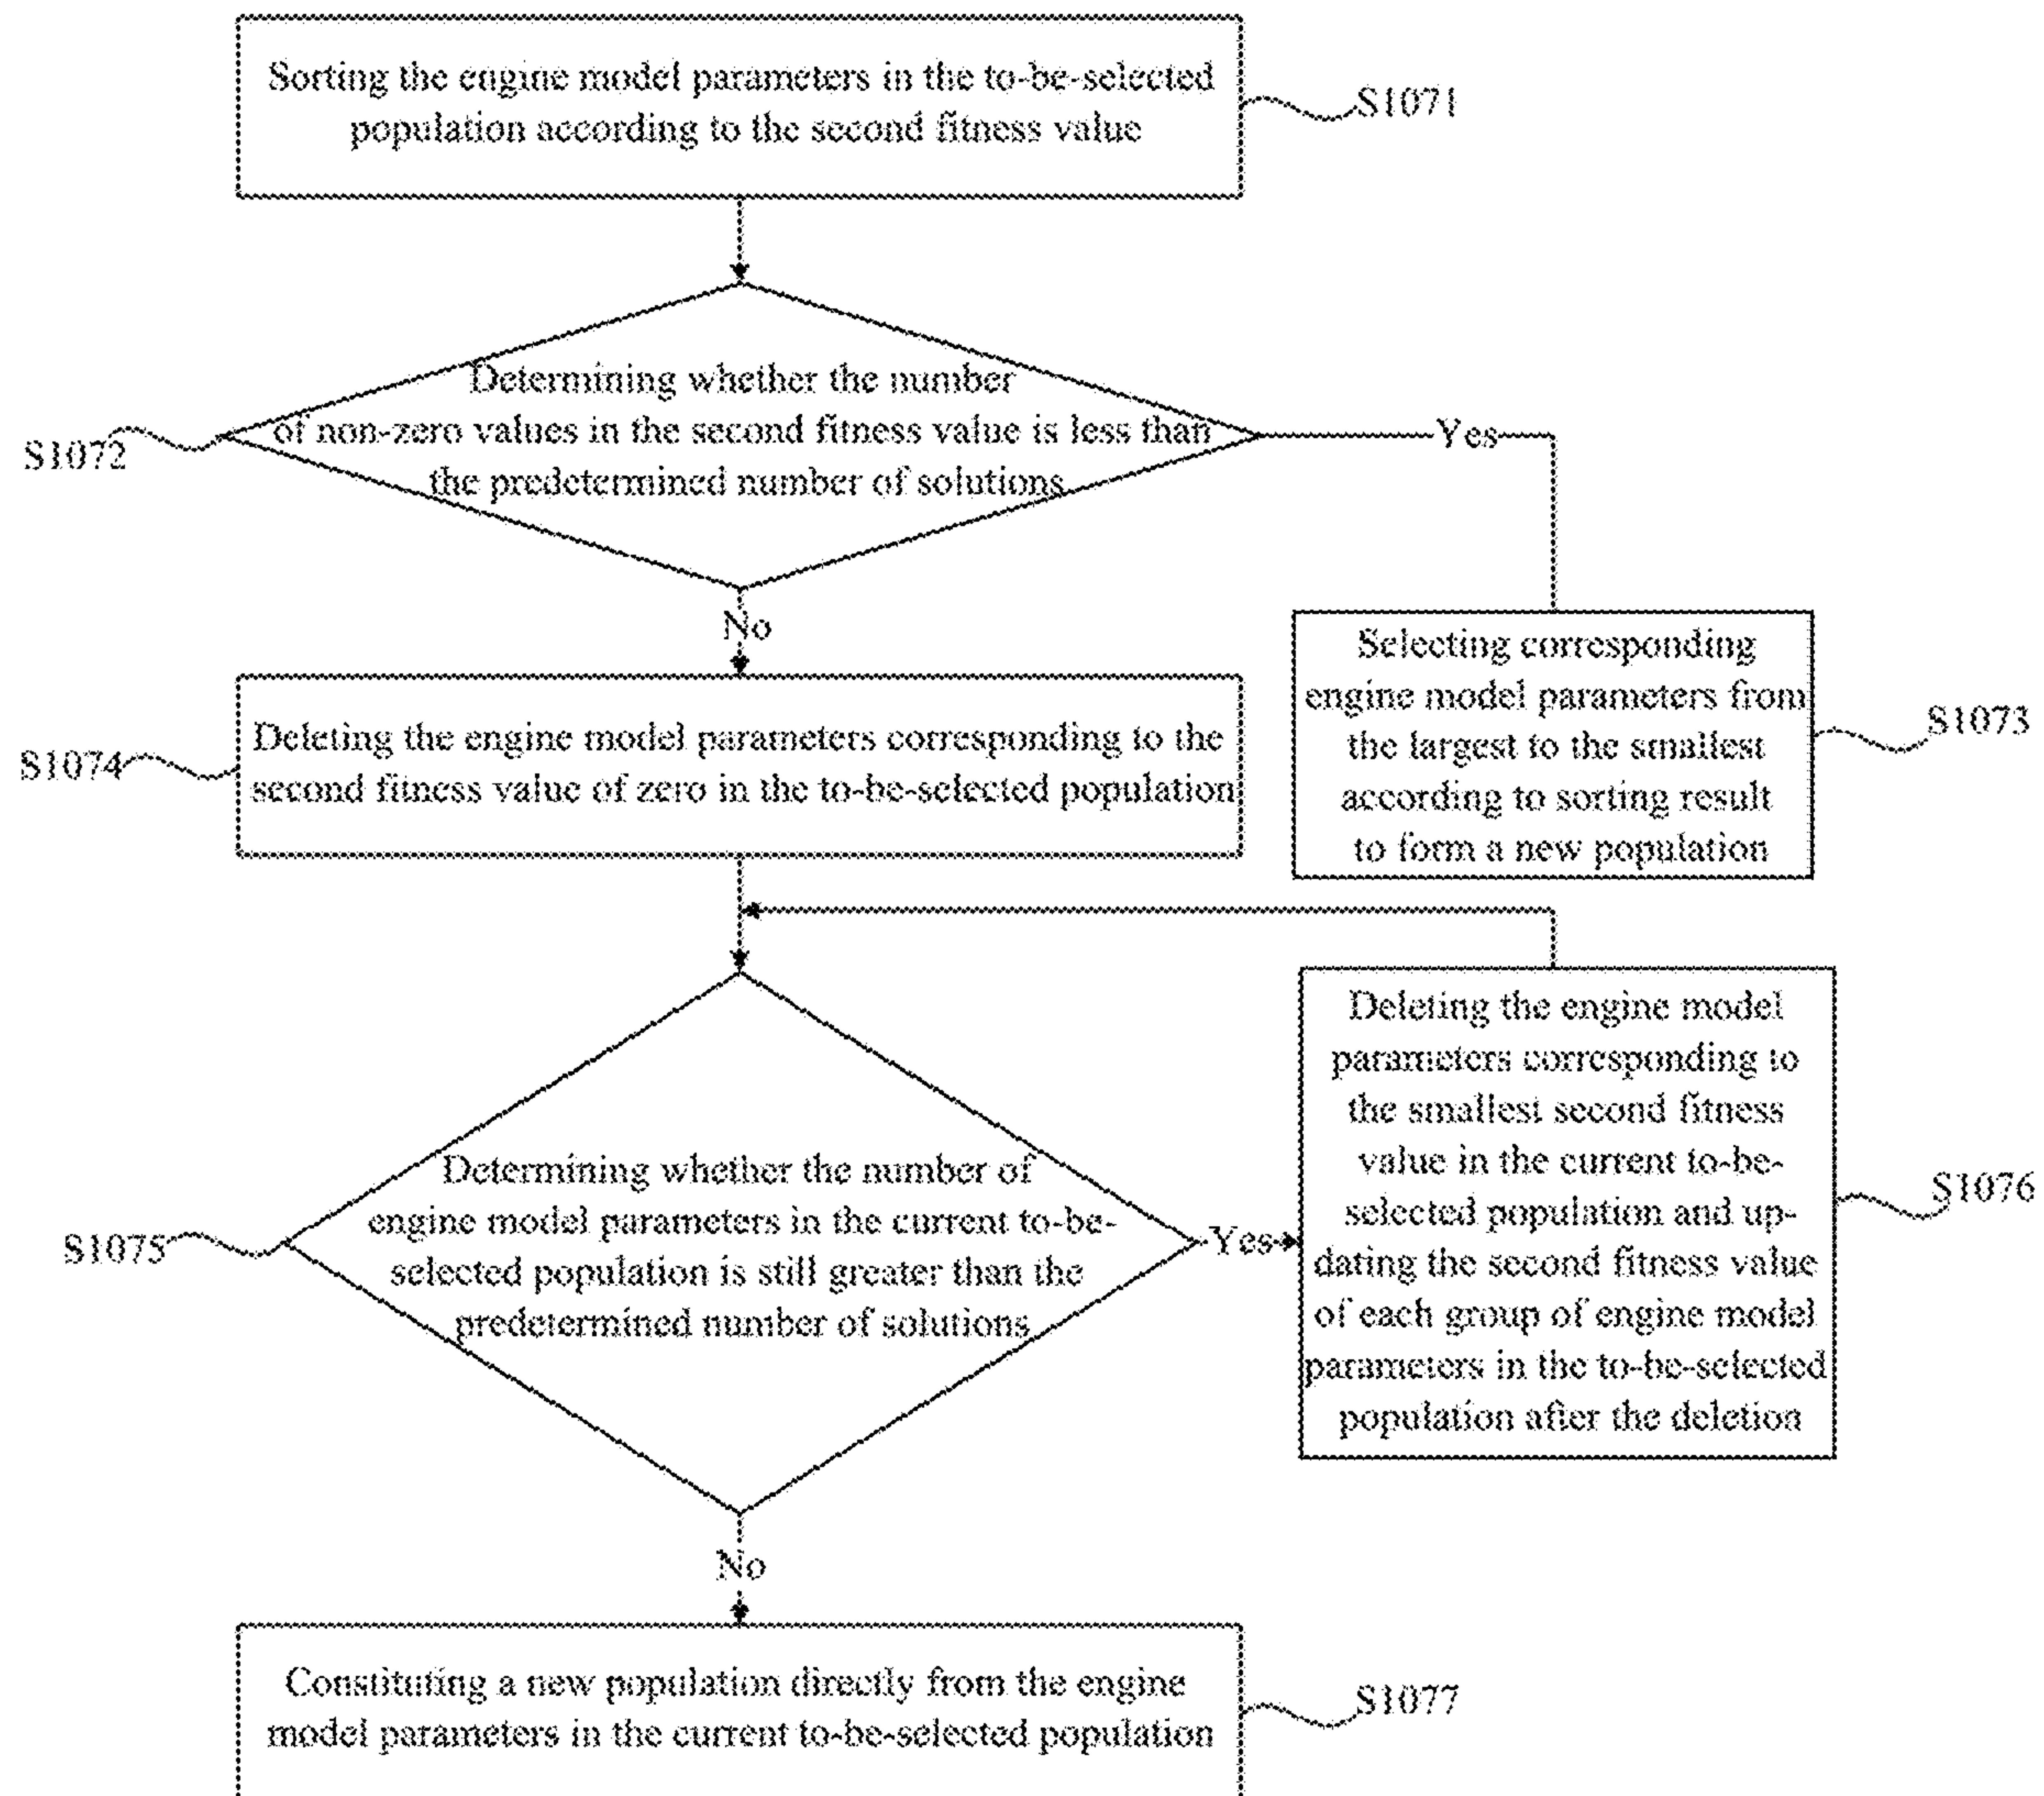 Sorting the engine model parameters in the to-be-selected
population according to the second fitness value
S1071
Determining whether the number
of non-zero values in the second fitness value is less than
the predetermined number of solutions
S1072
Yes
No
Selecting corresponding
engine model parameters from
the largest to the smallest
according to sorting result
to form a new population
S1073
Deleting the engine model parameters corresponding to the
second fitness value of zero in the to-be-selected population
S1074
Determining whether the number of
engine model parameters in the current to-be-
selected population is still greater than the
predetermined number of solutions
S1075
Yes
Deleting the engine model
parameters corresponding to
the smallest second fitness
value in the current to-be-
selected population and up-
dating the second fitness value
of each group of engine model
parameters in the to-be-selected
population after the deletion
S1076
No
Constituting a new population directly from the engine
model parameters in the current to-be-selected population
S1077